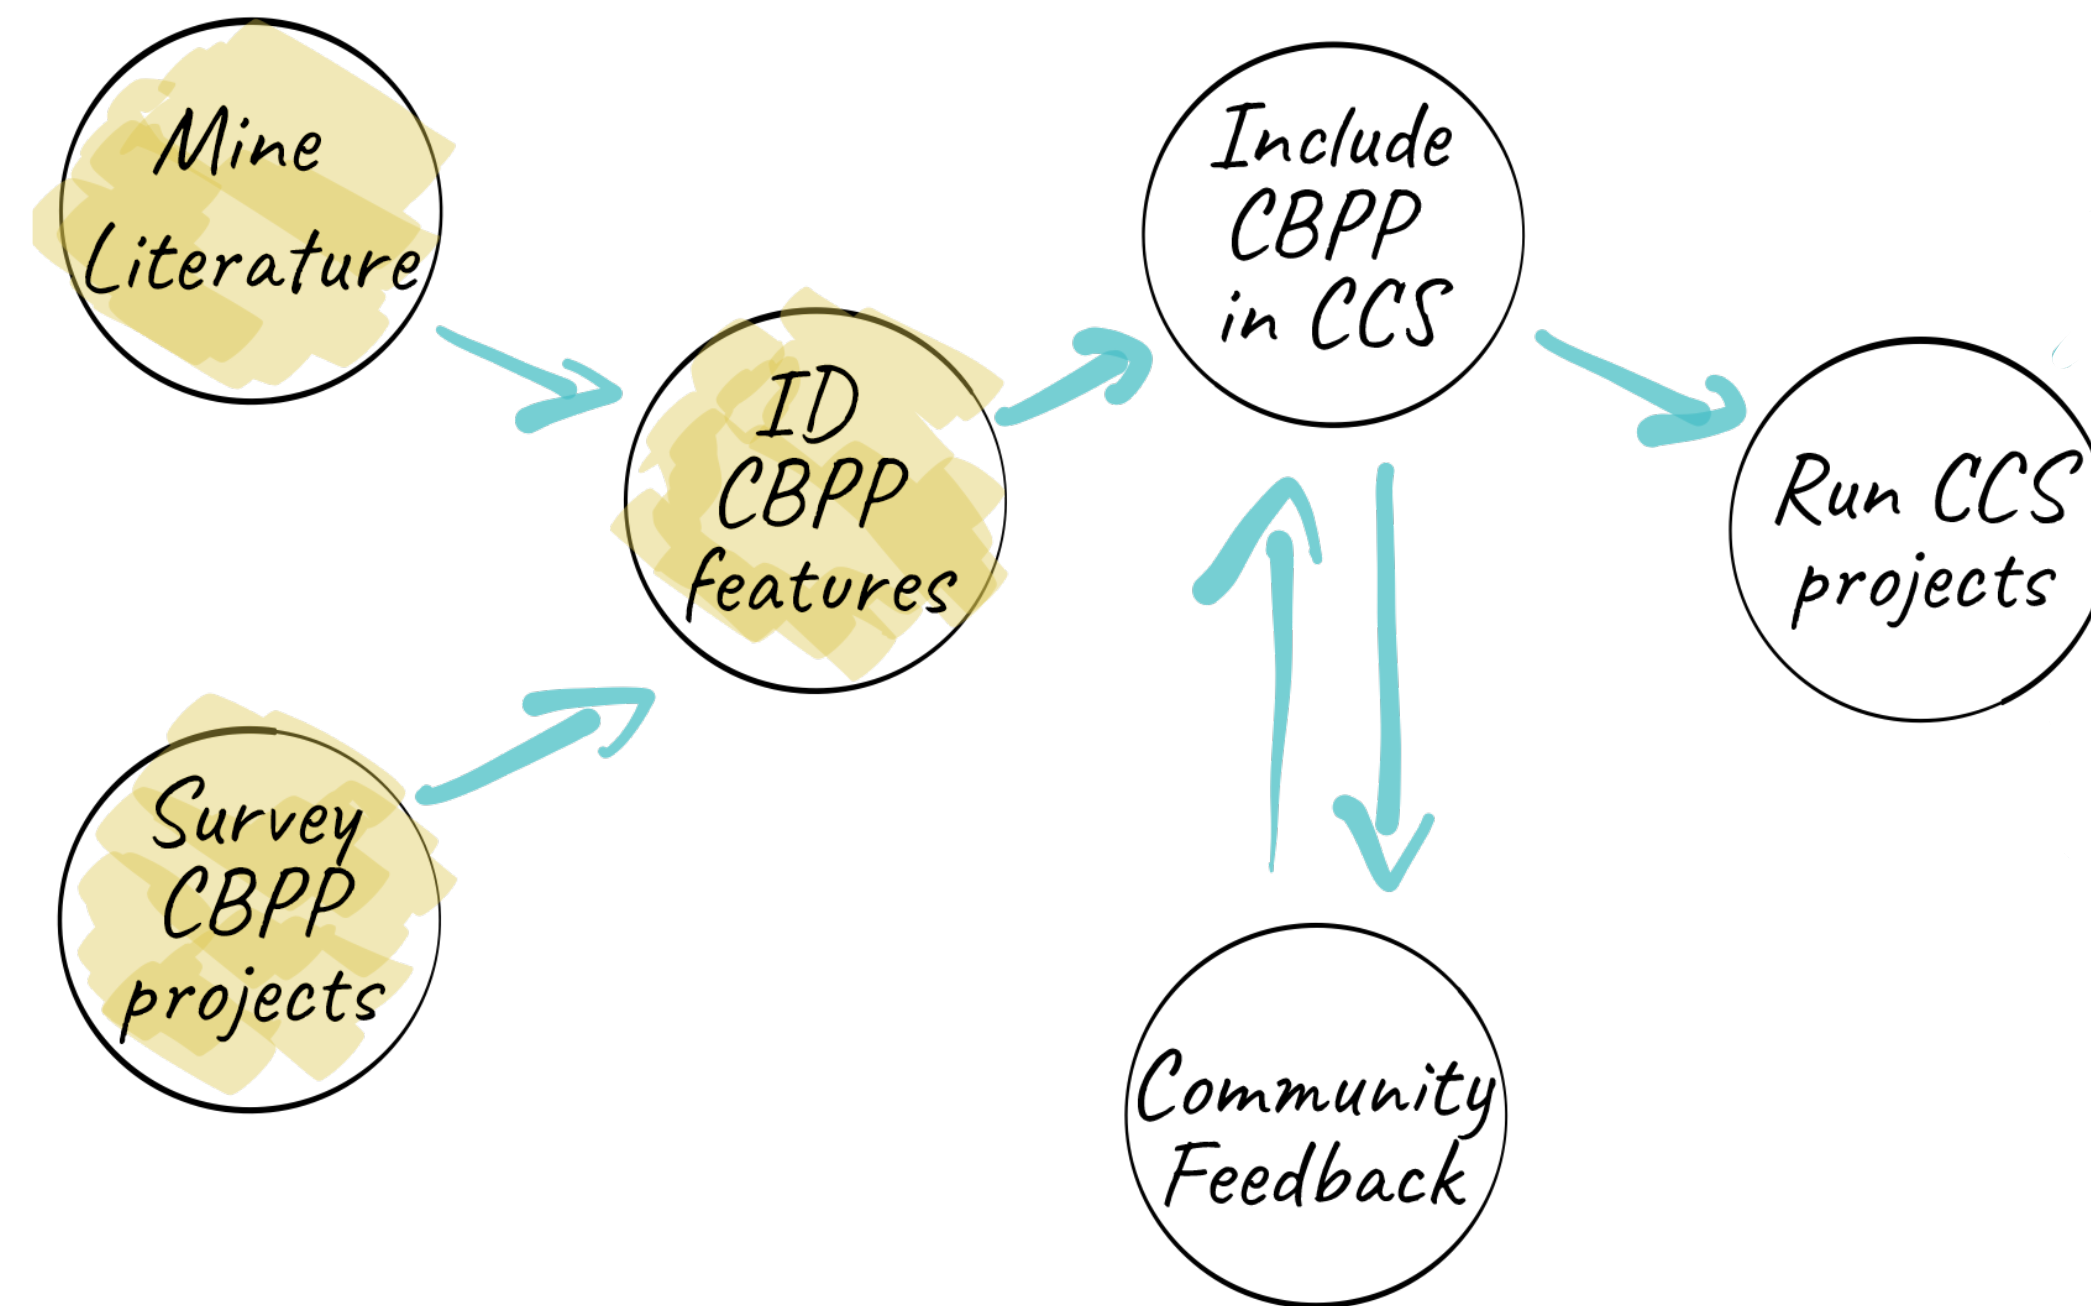 Mine
Literature
Survey
CBPP
projects
ID
CBPP
features
Include
CBPP
in CCS
Community
Feedback
Run CCS
projects